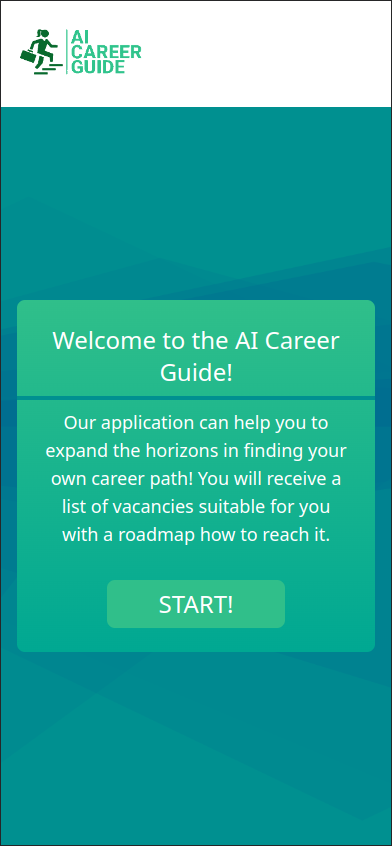 AI
CAREER
GUIDE
Welcome to the AI Career
Guide!
Our application can help you to
expand the horizons in finding your
own career path! You will receive a
list of vacancies suitable for you
with a roadmap how to reach it.
START!